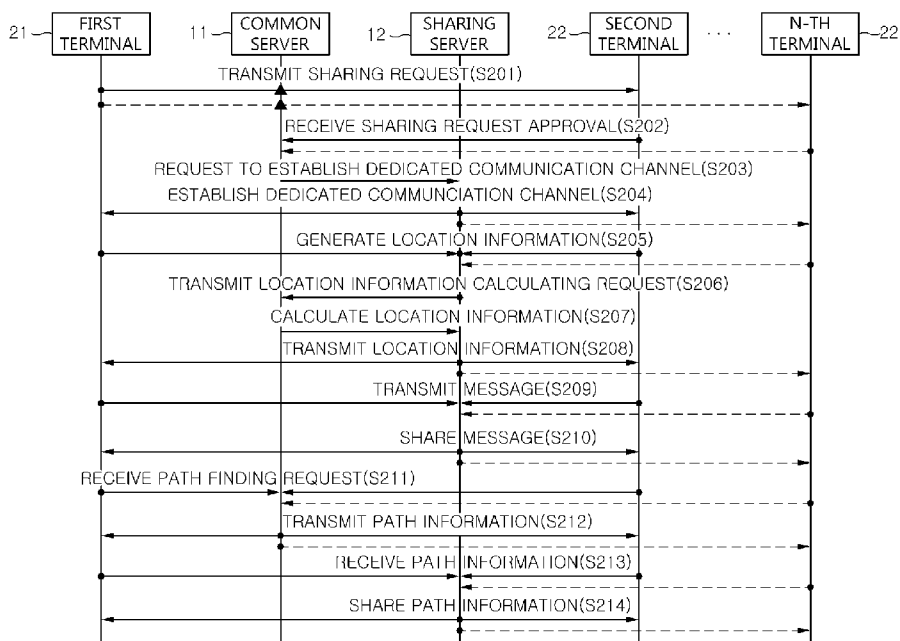 21
FIRST
TERMINAL
11
COMMON
SERVER
12
SHARING
SERVER
22
SECOND
TERMINAL
...
N-TH
TERMINAL
22
TRANSMIT SHARING REQUEST(S201)
RECEIVE SHARING REQUEST APPROVAL(S202)
REQUEST TO ESTABLISH DEDICATED COMMUNICATION CHANNEL(S203)
ESTABLISH DEDICATED COMMUNCIATION CHANNEL(S204)
GENERATE LOCATION INFORMATION(S205)
TRANSMIT LOCATION INFORMATION CALCULATING REQUEST(S206)
CALCULATE LOCATION INFORMATION(S207)
TRANSMIT LOCATION INFORMATION(S208)
TRANSMIT MESSAGE(S209)
SHARE MESSAGE(S210)
RECEIVE PATH FINDING REQUEST(S211)
TRANSMIT PATH INFORMATION(S212)
RECEIVE PATH INFORMATION(S213)
SHARE PATH INFORMATION(S214)